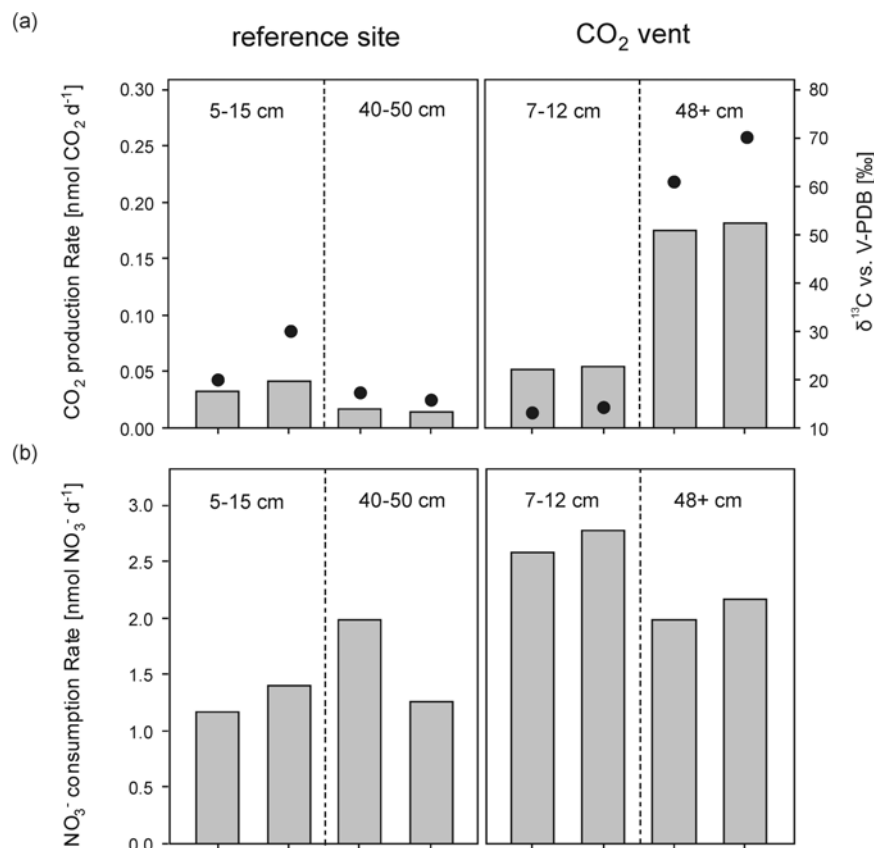 (a)
reference site
CO₂ vent
CO₂ production Rate [nmol CO₂ d⁻¹]
0.30
0.25
0.20
0.15
0.10
0.05
0.00
5-15 cm
40-50 cm
7-12 cm
48+ cm
80
70
60
50
40
30
20
10
δ¹³C vs. V-PDB [‰]
(b)
NO₃⁻ consumption Rate [nmol NO₃⁻ d⁻¹]
3.0
2.5
2.0
1.5
1.0
0.5
0.0
5-15 cm
40-50 cm
7-12 cm
48+ cm